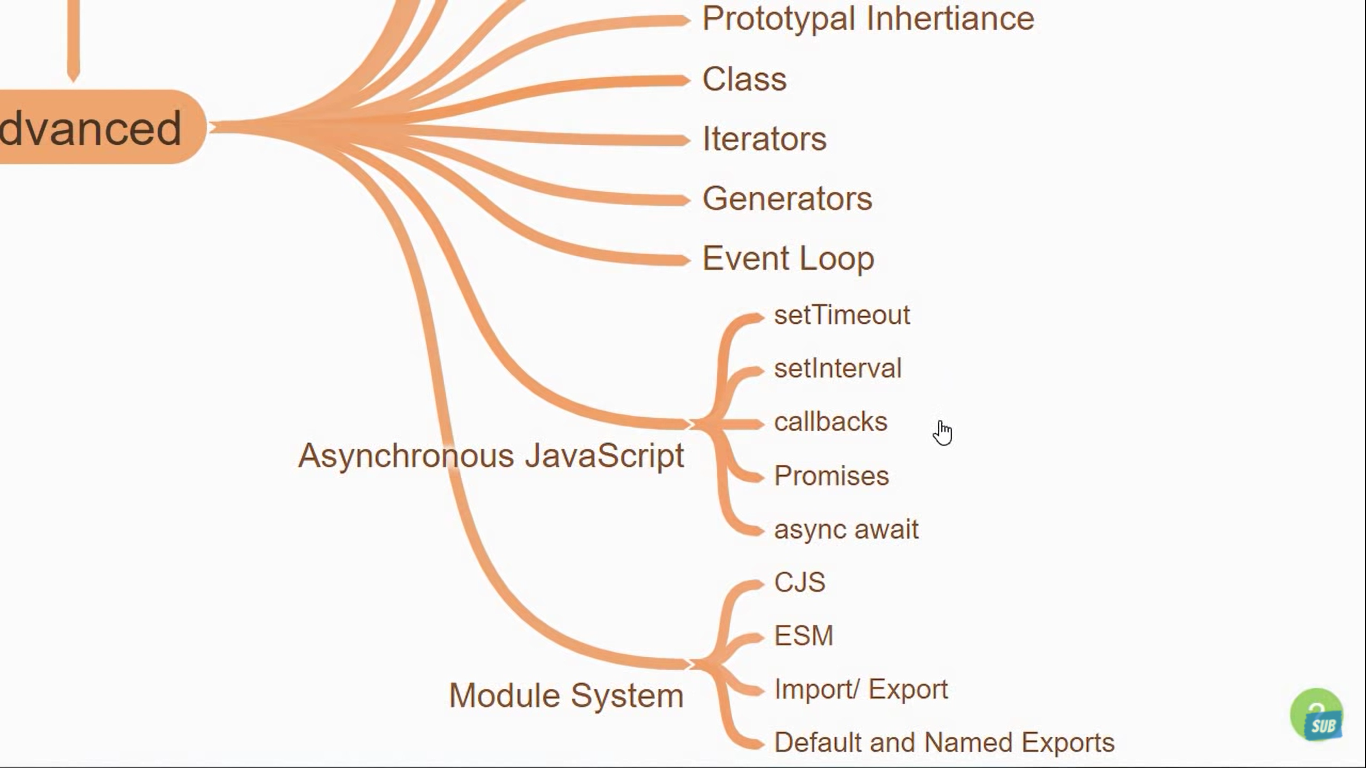 Prototypal Inhertiance
Class
dvanced
Iterators
Generators
Event Loop
setTimeout
setInterval
callbacks
Asynchronous JavaScript
Promises
async await
CJS
ESM
Import/ Export
Module System
Default and Named Exports
SUB